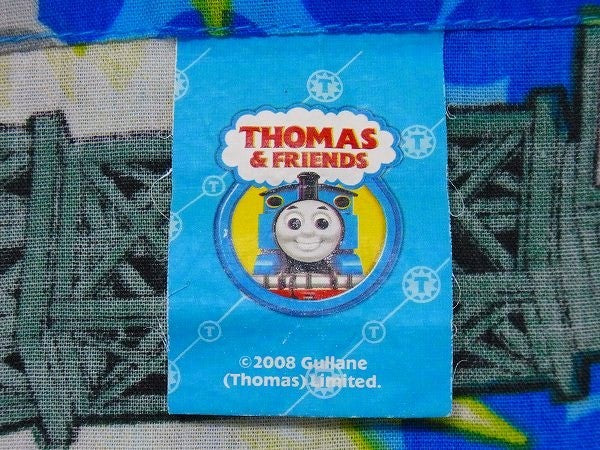 THOMAS
& FRIENDS
T
T
T
T
T
T
T
©2008 Gullane
(Thomas) Limited.